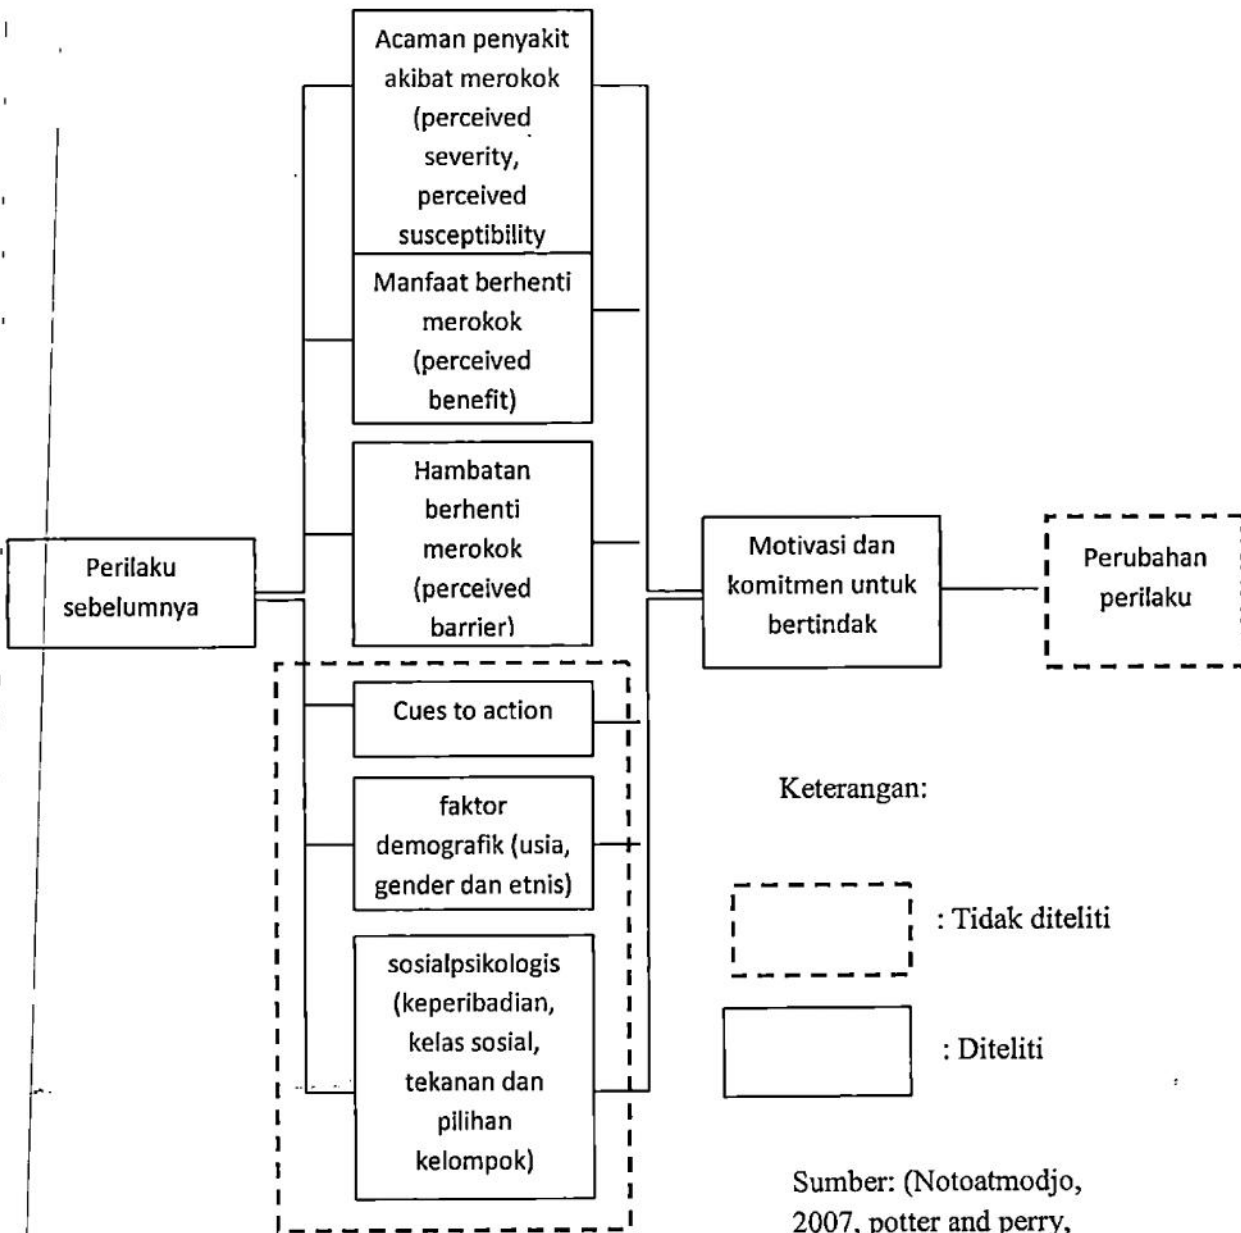 Acaman penyakit
akibat merokok
(perceived
severity,
perceived
susceptibility
Manfaat berhenti
merokok
(perceived
benefit)
Hambatan
berhenti
merokok
(perceived
barrier)
Perilaku
sebelumnya
Cues to action
faktor
demografik (usia,
gender dan etnis)
sosialpsikologis
(keperibadian,
kelas sosial,
tekanan dan
pilihan
kelompok)
Motivasi dan
komitmen untuk
bertindak
Perubahan
perilaku
Keterangan:
: Tidak diteliti
: Diteliti
Sumber: (Notoatmodjo,
2007, potter and perry,